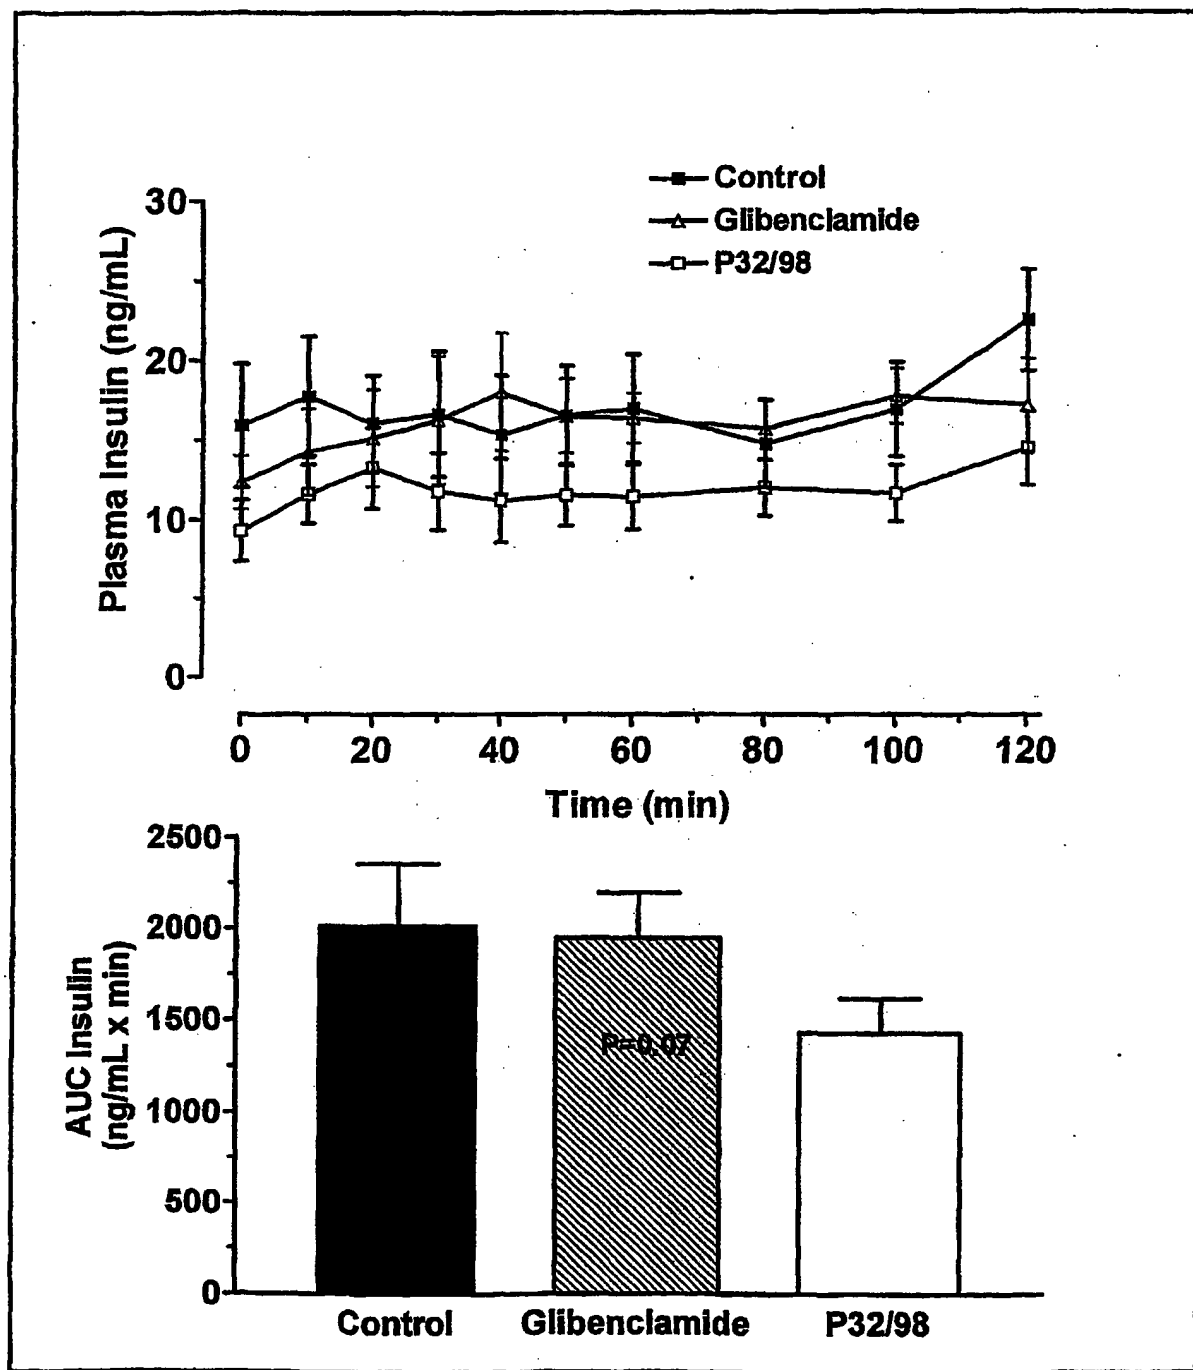 Control
Glibenclamide
P32/98
30
20
10
0
Plasma Insulin (ng/mL)
0 20 40 60 80 100 120
Time (min)
2500
2000
1500
1000
500
0
AUC Insulin
(ng/mL x min)
P=0.07
Control Glibenclamide P32/98